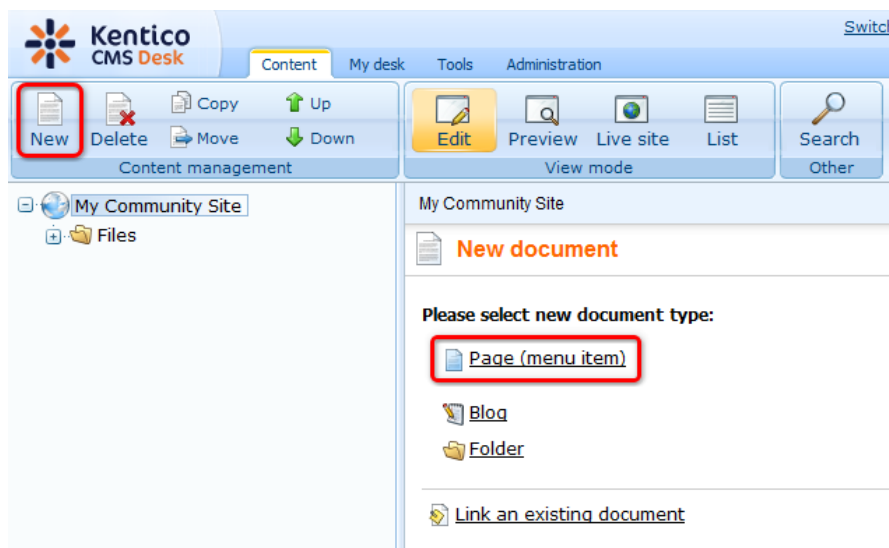 Kentico
CMS Desk
Content My desk Tools Administration
New Delete Copy Move Up Down
Content management
Edit Preview Live site List
View mode
Search
Other
My Community Site
Files
My Community Site
New document
Please select new document type:
Page (menu item)
Blog
Folder
Link an existing document